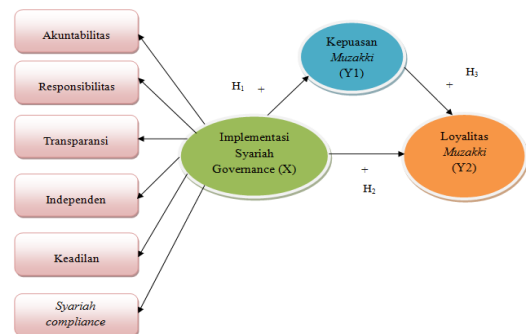 Akuntabilitas
Responsibilitas
Transparansi
Independen
Keadilan
Syariah
compliance
Implementasi
Syariah
Governance (X)
H₁ +
Kepuasan
Muzakki
(Y1)
H₃
+
+
H₂
Loyalitas
Muzakki
(Y2)